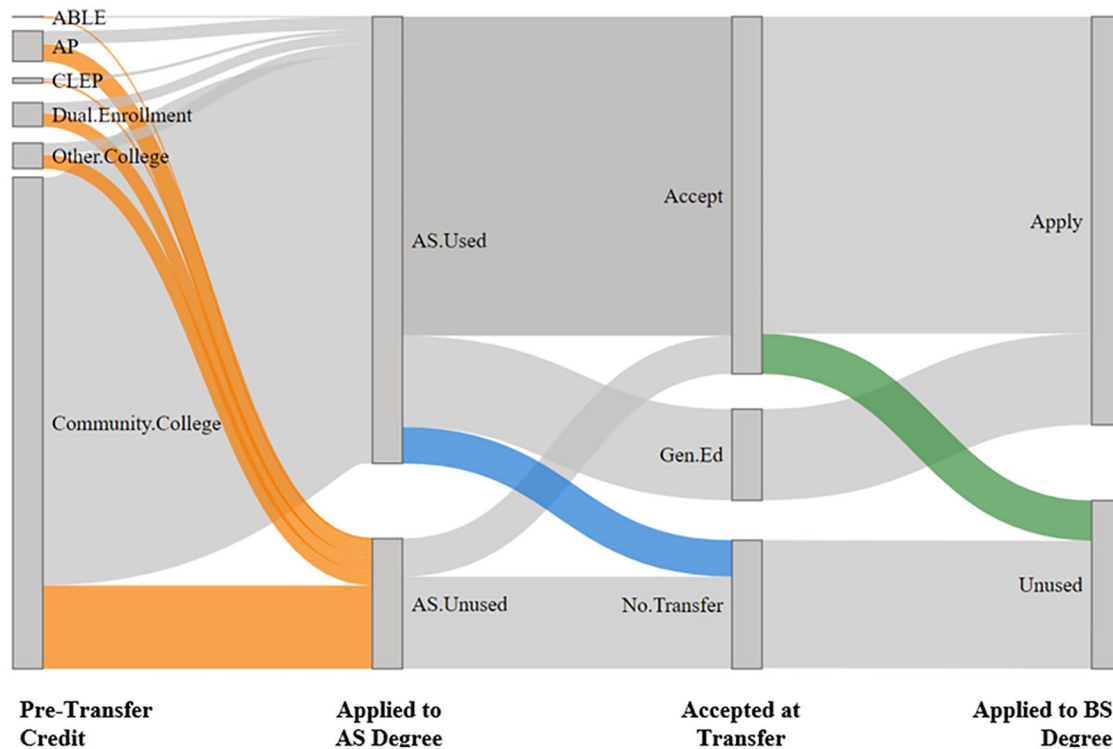 ABLE
AP
CLEP
Dual.Enrollment
Other.College
Community.College
AS.Used
AS.Unused
Accept
Gen.Ed
No.Transfer
Apply
Unused
Pre-Transfer
Credit
Applied to
AS Degree
Accepted at
Transfer
Applied to BS
Degree